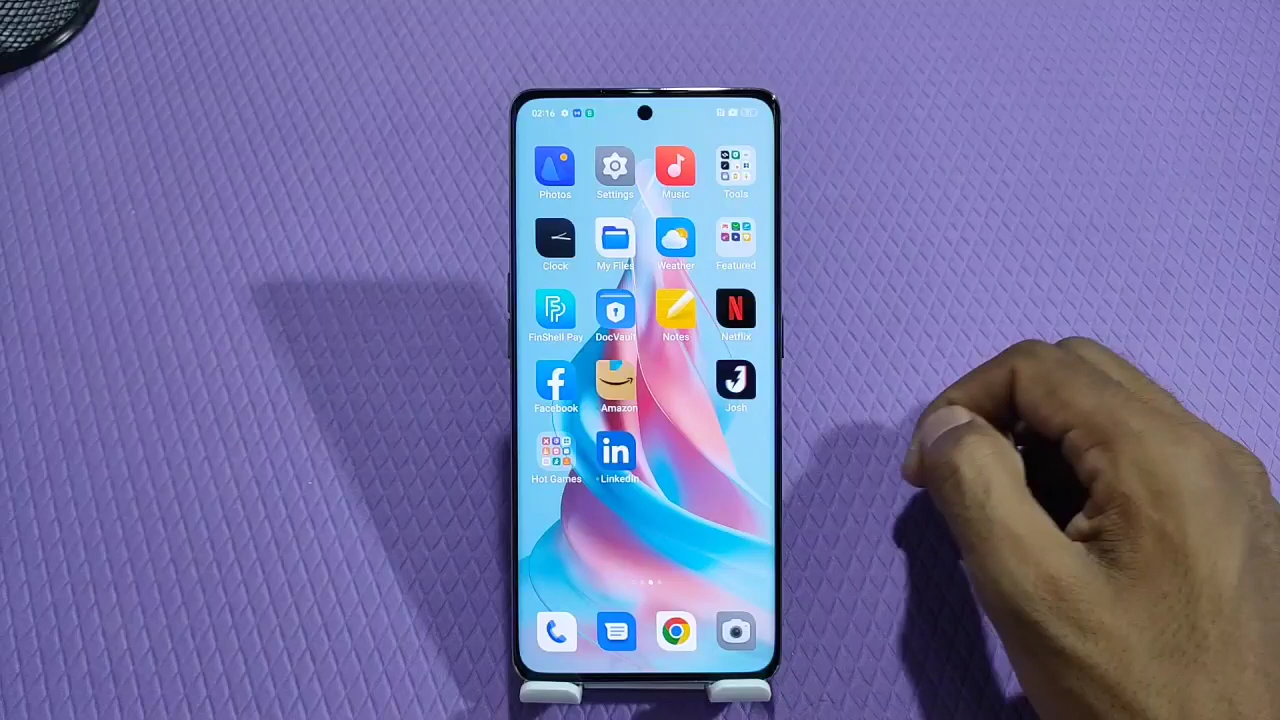 02:16
Photos Settings Music Tools
Clock My Files Weather Featured
FinShell Pay DocVault Notes Netflix
Facebook Amazon Josh
Hot Games LinkedIn